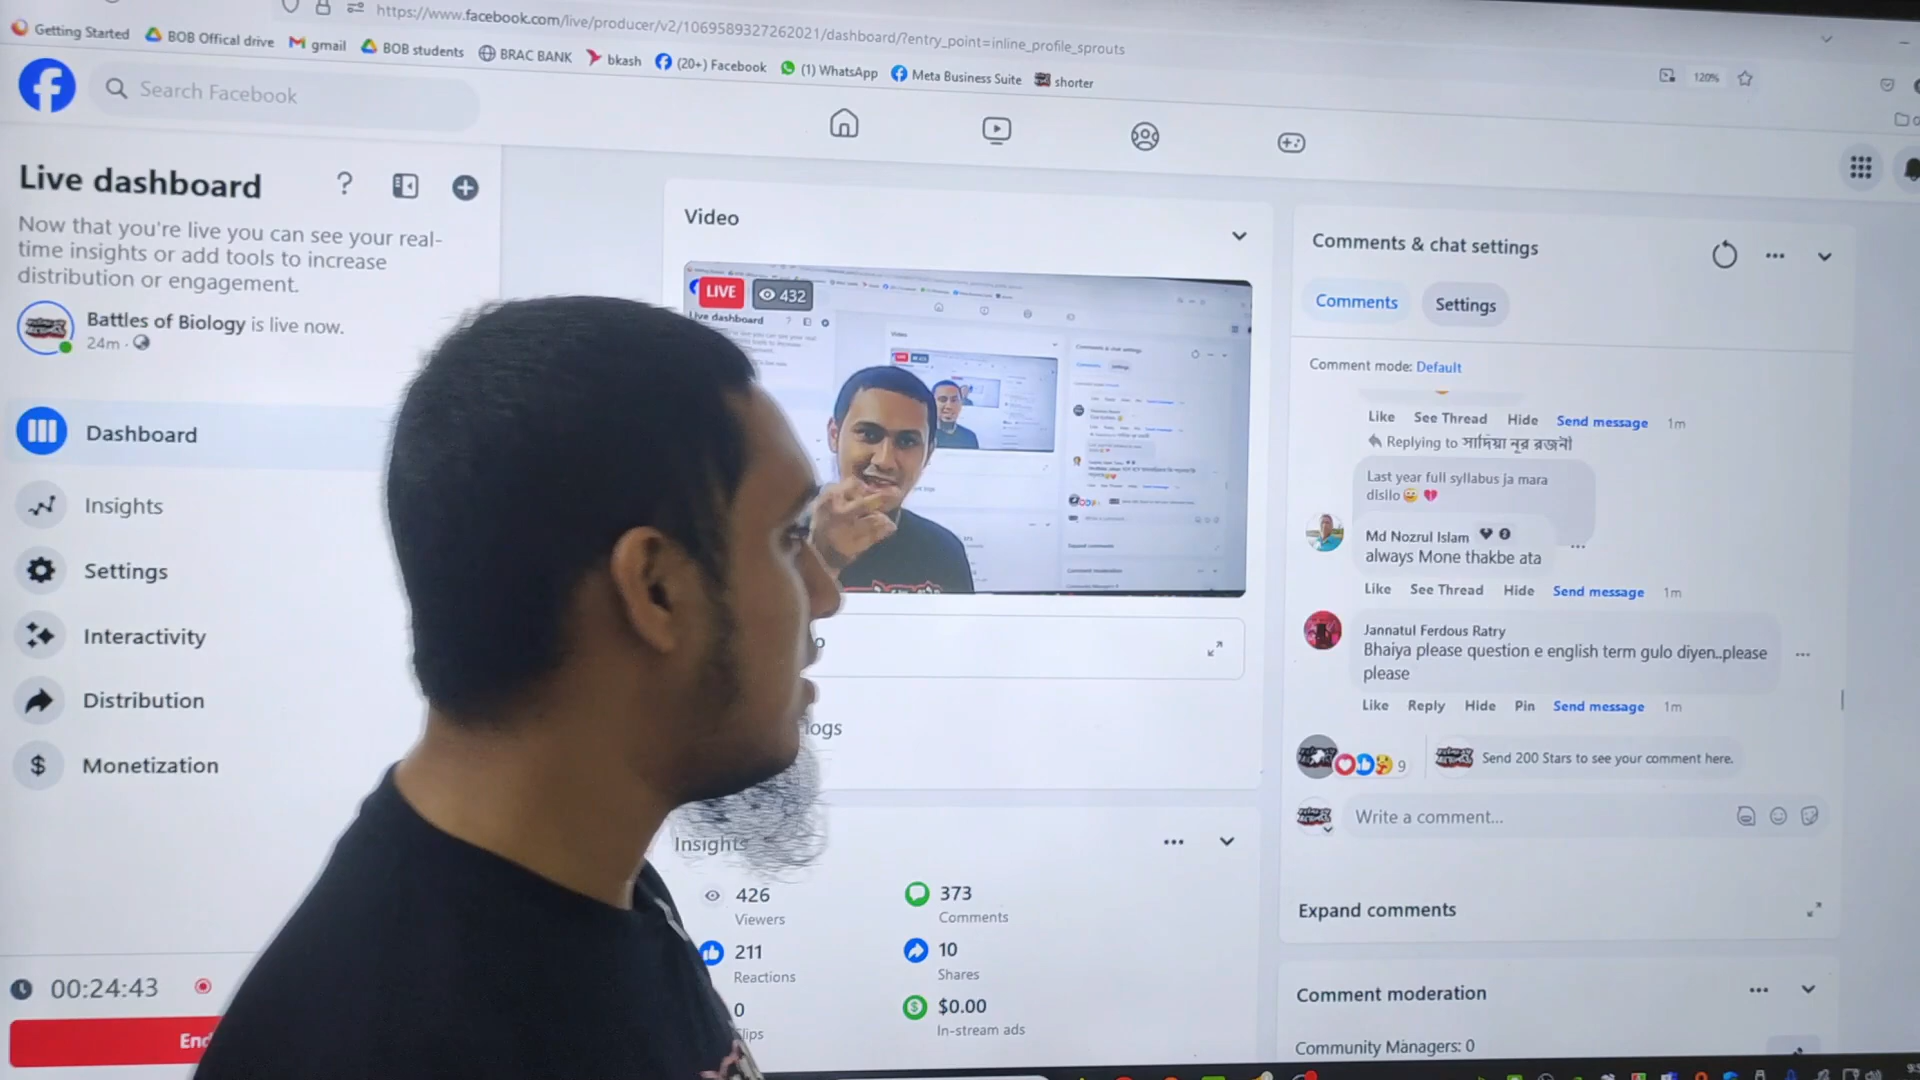 https://www.facebook.com/live/producer/v2/1069589327262021/dashboard/?entry_point=inline_profile_sprouts
Getting Started
BOB Offical drive
gmail
BOB students
BRAC BANK
bkash
(20+) Facebook
(1) WhatsApp
Meta Business Suite
shorter
120%
Search Facebook
Live dashboard
Now that you're live you can see your real-
time insights or add tools to increase
distribution or engagement.
Battles of Biology is live now.
24m
Dashboard
Insights
Settings
Interactivity
Distribution
$ Monetization
00:24:43
End
Video
LIVE
432
Live dashboard
Insights
426
Viewers
373
Comments
211
Reactions
10
Shares
0
$0.00
In-stream ads
Comments & chat settings
Comments
Settings
Comment mode: Default
Like See Thread Hide Send message 1m
Replying to সাদিয়া নূর রজনী
Last year full syllabus ja mara
disilo
Md Nozrul Islam
always Mone thakbe ata
Like See Thread Hide Send message 1m
Jannatul Ferdous Ratry
Bhaiya please question e english term gulo diyen..please
please
Like Reply Hide Pin Send message 1m
9
Send 200 Stars to see your comment here.
Write a comment...
Expand comments
Comment moderation
Community Managers: 0